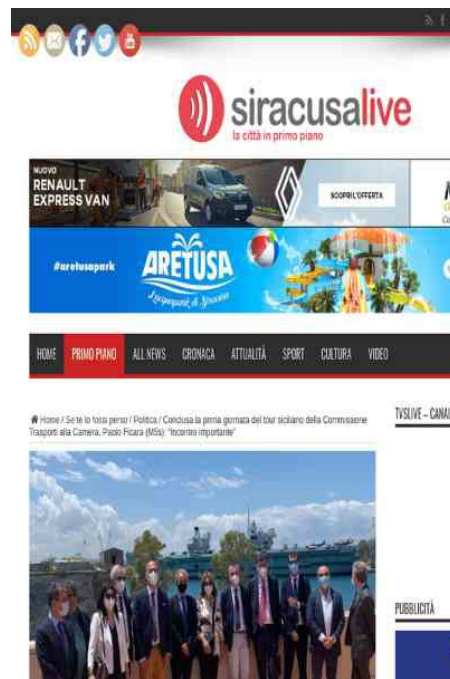 siracusalive
la città in primo piano
NUOVO
RENAULT
EXPRESS VAN
SCOPRI L'OFFERTA
#aretusapark
ARETUSA
HOME PRIMO PIANO ALL NEWS CRONACA ATTUALITÀ SPORT CULTURA VIDEO
Home / Se te lo fossi perso / Politica / Conclusa la prima giornata del tour siciliano della Commissione
Trasporti alla Camera, Paolo Ficara (M5s): "Incontro importante"
TVSLIVE – CANAL
PUBBLICITÀ